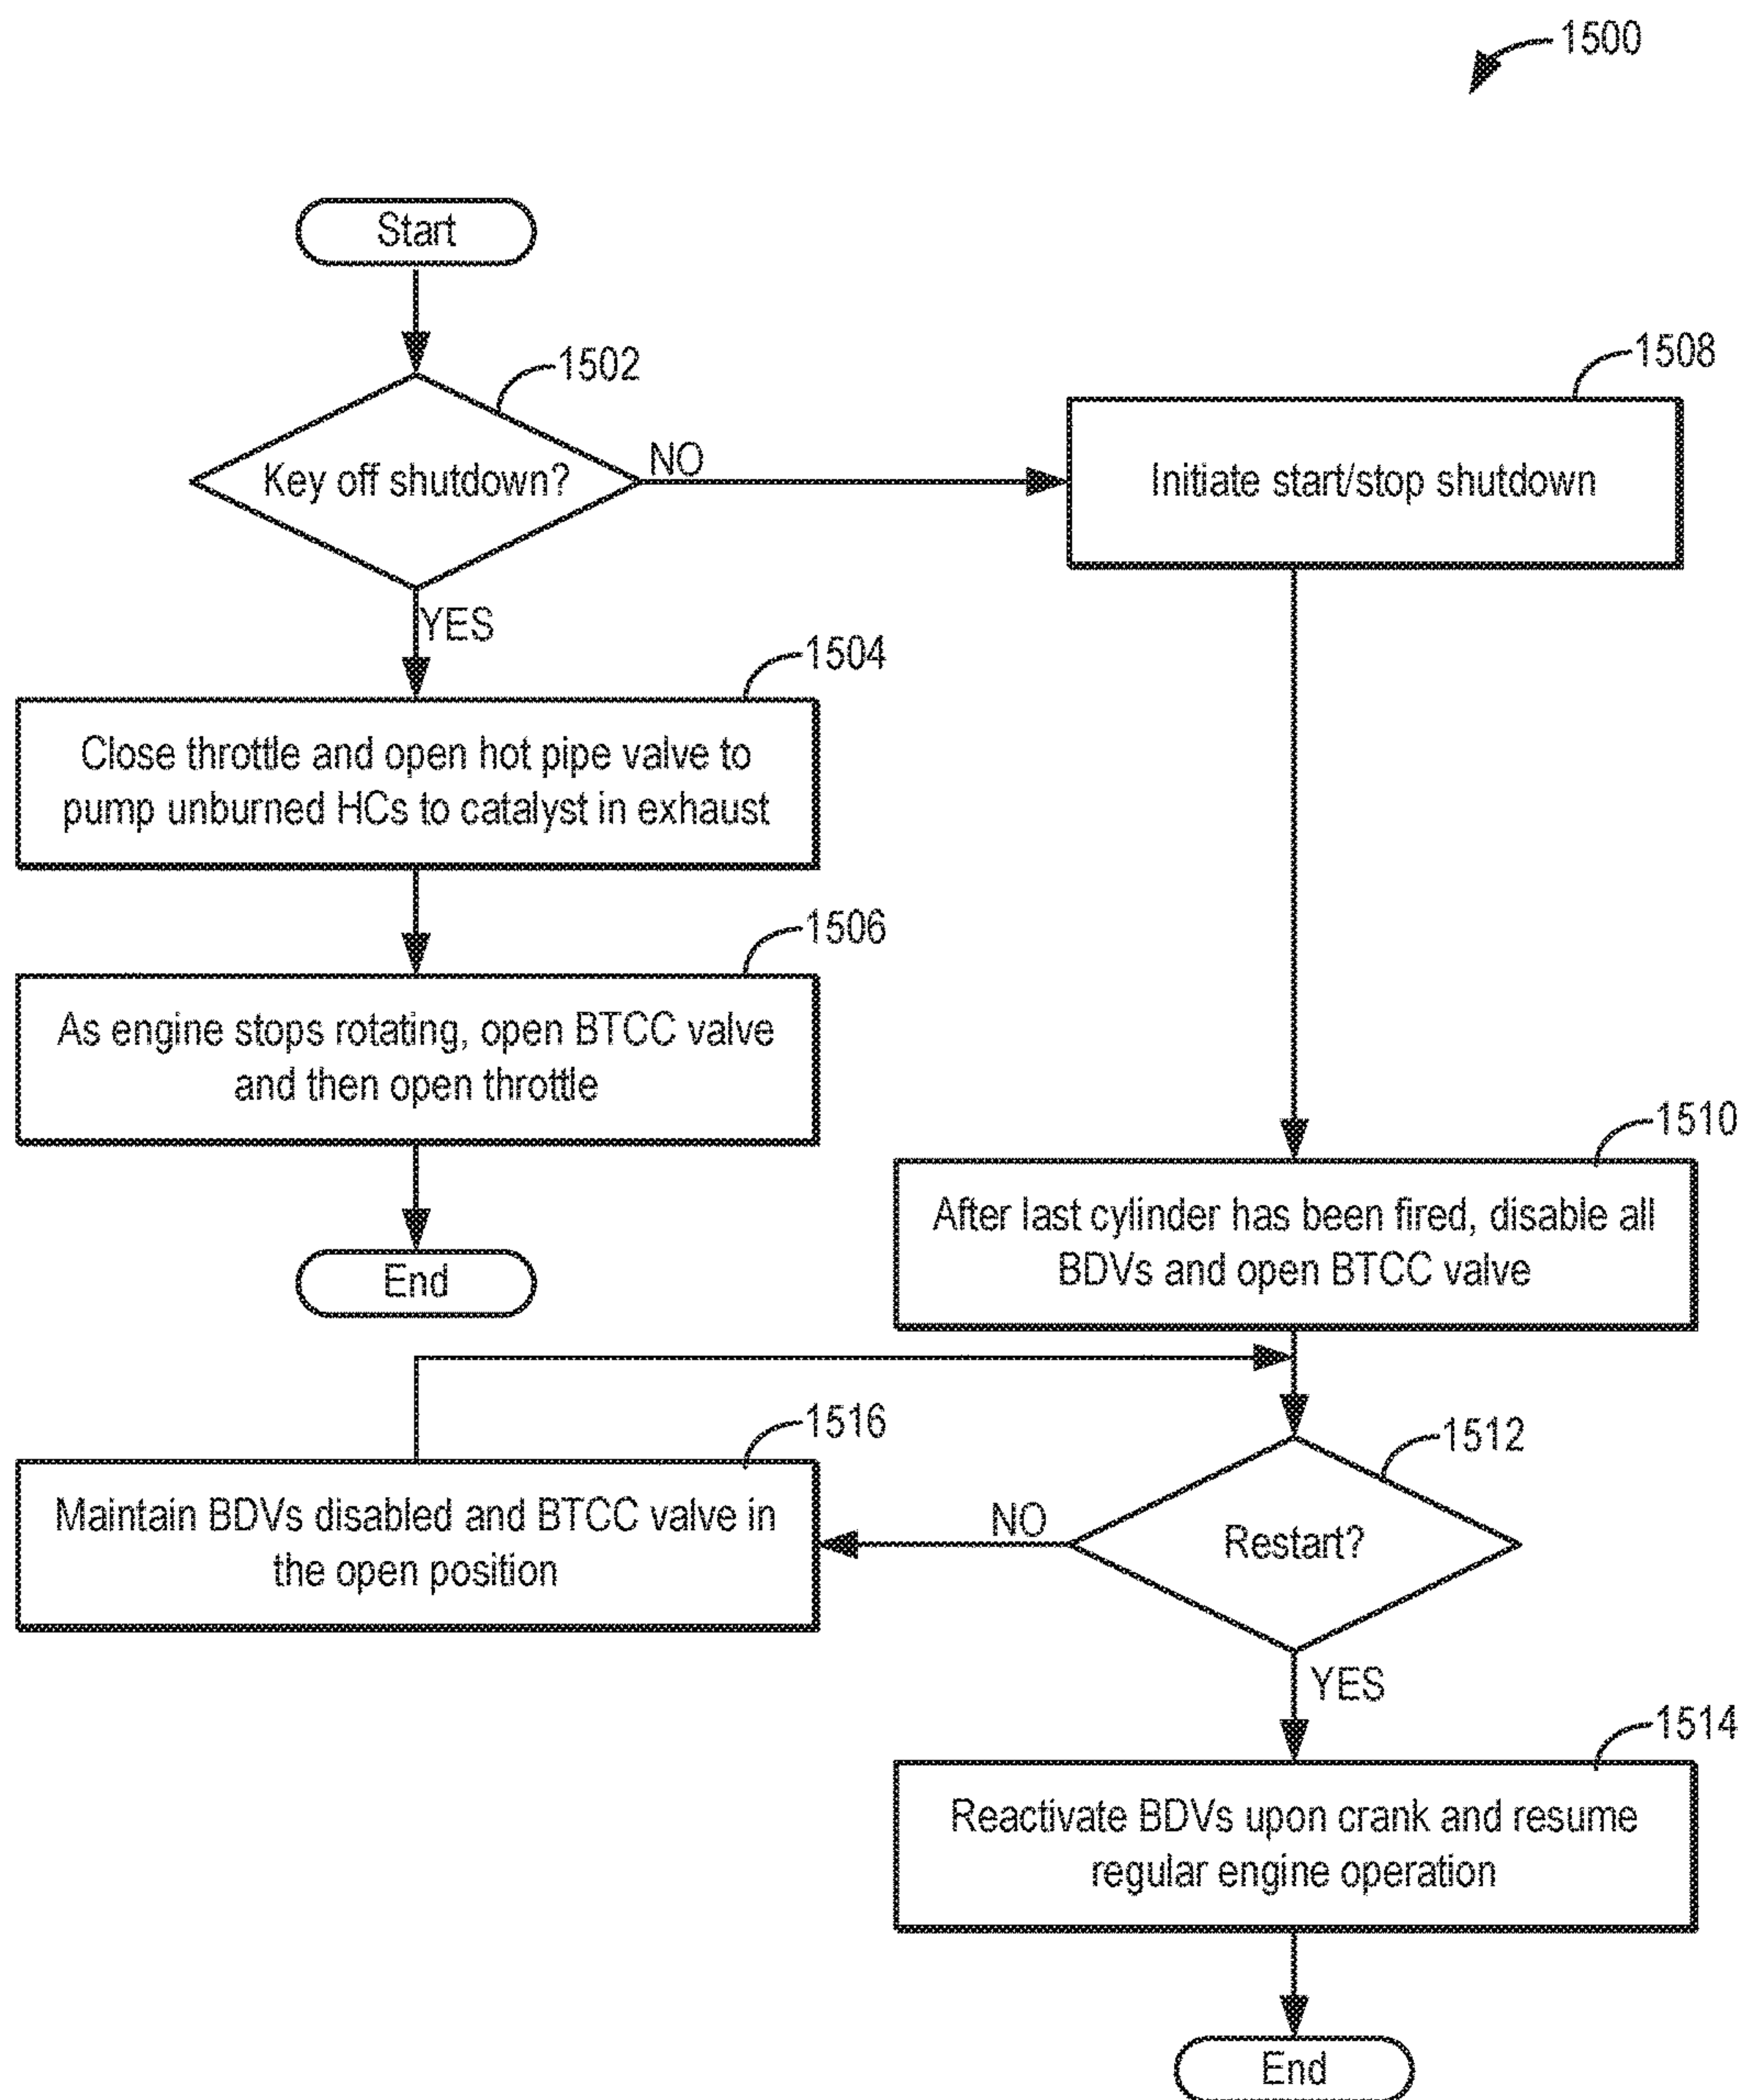 1500
Start
1502
Key off shutdown?
NO
1508
Initiate start/stop shutdown
YES
1504
Close throttle and open hot pipe valve to
pump unburned HCs to catalyst in exhaust
1506
As engine stops rotating, open BTCC valve
and then open throttle
End
1510
After last cylinder has been fired, disable all
BDVs and open BTCC valve
1512
Restart?
NO
1516
Maintain BDVs disabled and BTCC valve in
the open position
YES
1514
Reactivate BDVs upon crank and resume
regular engine operation
End